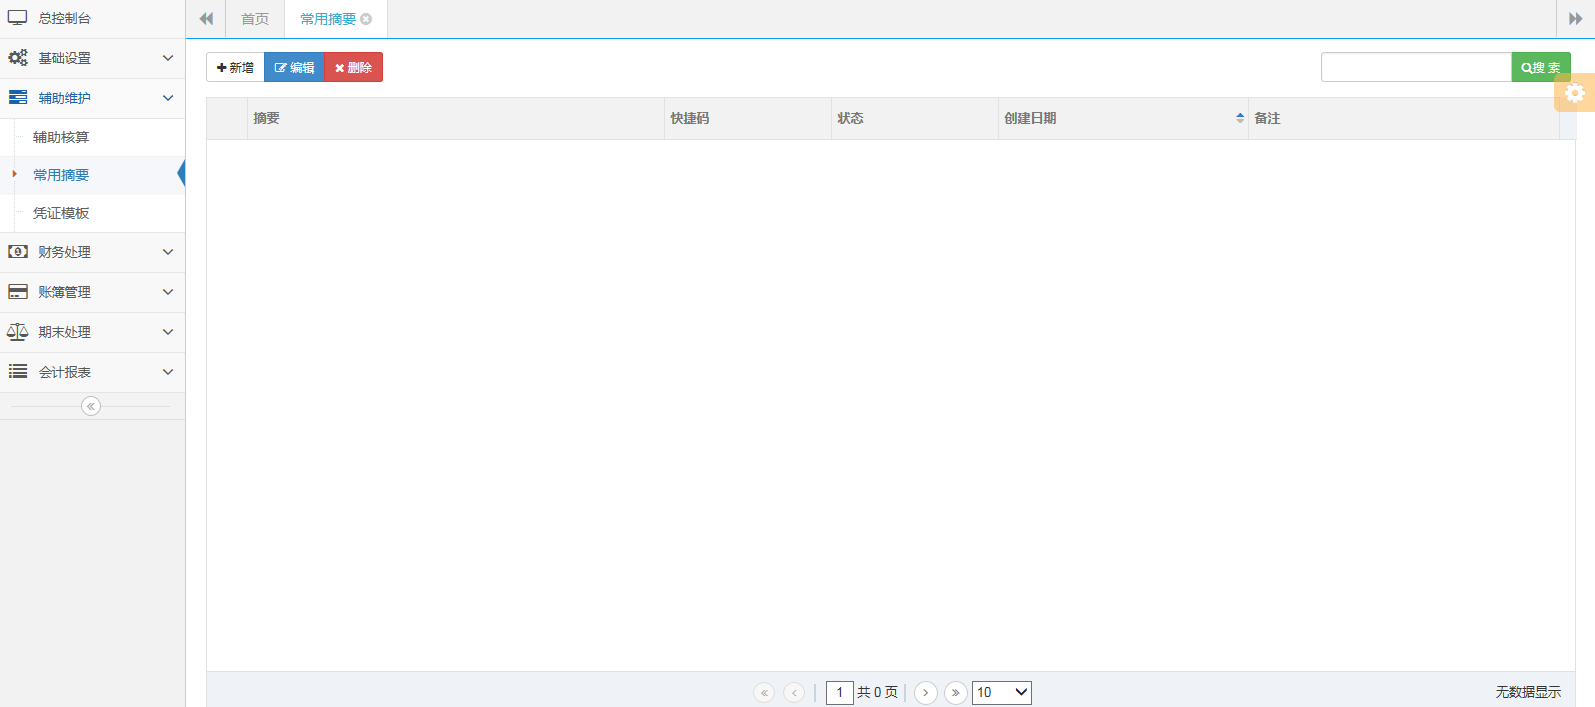 总控制台
基础设置
辅助维护
辅助核算
常用摘要
凭证模板
财务处理
账簿管理
期末处理
会计报表
首页
常用摘要
新增
编辑
删除
搜 索
摘要
快捷码
状态
创建日期
备注
1 共 0 页
10
无数据显示